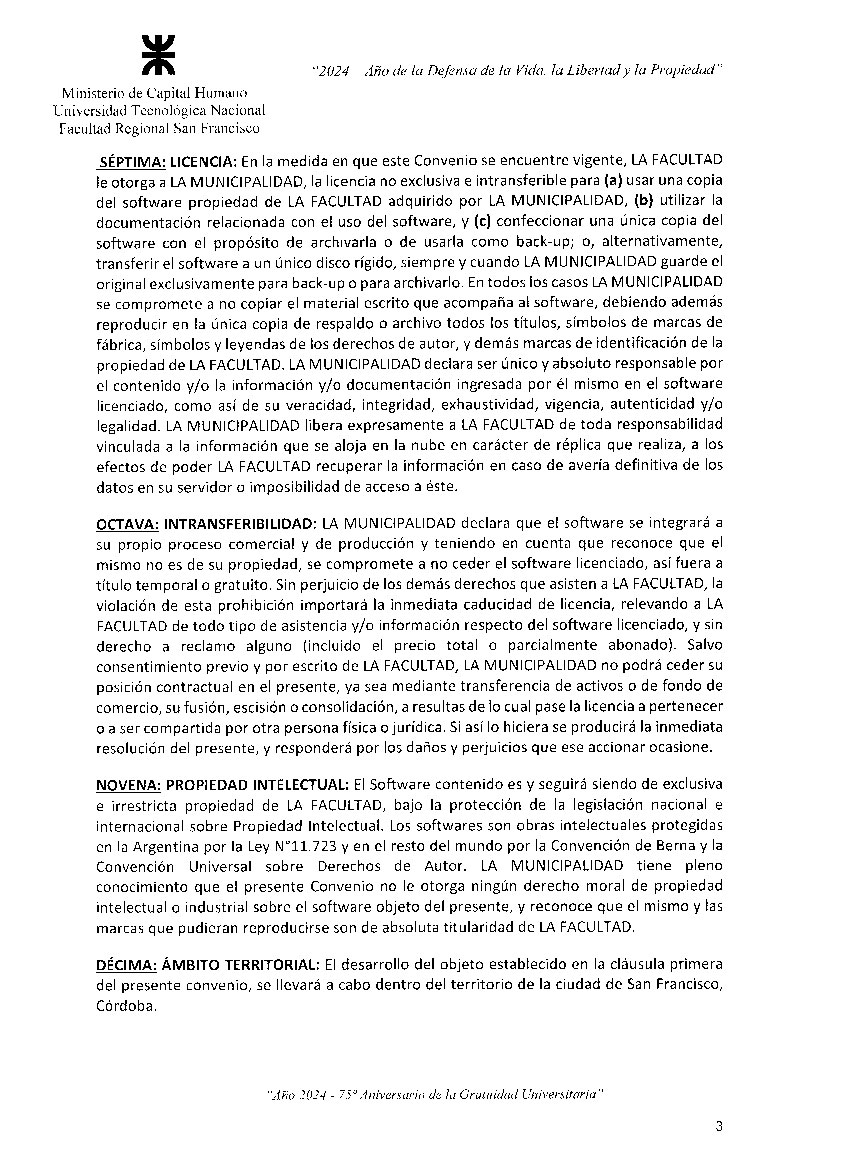 "2024 Año de la Defensa de la Vida, la Libertad y la Propiedad"
Ministerio de Capital Humano
Universidad Tecnológica Nacional
Facultad Regional San Francisco
SÉPTIMA: LICENCIA: En la medida en que este Convenio se encuentre vigente, LA FACULTAD
le otorga a LA MUNICIPALIDAD, la licencia no exclusiva e intransferible para (a) usar una copia
del software propiedad de LA FACULTAD adquirido por LA MUNICIPALIDAD, (b) utilizar la
documentación relacionada con el uso del software, y (c) confeccionar una única copia del
software con el propósito de archivarla o de usarla como back-up; o, alternativamente,
transferir el software a un único disco rígido, siempre y cuando LA MUNICIPALIDAD guarde el
original exclusivamente para back-up o para archivarlo. En todos los casos LA MUNICIPALIDAD
se compromete a no copiar el material escrito que acompaña al software, debiendo además
reproducir en la única copia de respaldo o archivo todos los títulos, símbolos de marcas de
fábrica, símbolos y leyendas de los derechos de autor, y demás marcas de identificación de la
propiedad de LA FACULTAD. LA MUNICIPALIDAD declara ser único y absoluto responsable por
el contenido y/o la información y/o documentación ingresada por él mismo en el software
licenciado, como así de su veracidad, integridad, exhaustividad, vigencia, autenticidad y/o
legalidad. LA MUNICIPALIDAD libera expresamente a LA FACULTAD de toda responsabilidad
vinculada a la información que se aloja en la nube en carácter de réplica que realiza, a los
efectos de poder LA FACULTAD recuperar la información en caso de avería definitiva de los
datos en su servidor o imposibilidad de acceso a éste.
OCTAVA: INTRANSFERIBILIDAD: LA MUNICIPALIDAD declara que el software se integrará a
su propio proceso comercial y de producción y teniendo en cuenta que reconoce que el
mismo no es de su propiedad, se compromete a no ceder el software licenciado, así fuera a
título temporal o gratuito. Sin perjuicio de los demás derechos que asisten a LA FACULTAD, la
violación de esta prohibición importará la inmediata caducidad de licencia, relevando a LA
FACULTAD de todo tipo de asistencia y/o información respecto del software licenciado, y sin
derecho a reclamo alguno (incluido el precio total o parcialmente abonado). Salvo
consentimiento previo y por escrito de LA FACULTAD, LA MUNICIPALIDAD no podrá ceder su
posición contractual en el presente, ya sea mediante transferencia de activos o de fondo de
comercio, su fusión, escisión o consolidación, a resultas de lo cual pase la licencia a pertenecer
o a ser compartida por otra persona física o jurídica. Si así lo hiciera se producirá la inmediata
resolución del presente, y responderá por los daños y perjuicios que ese accionar ocasione.
NOVENA: PROPIEDAD INTELECTUAL: El Software contenido es y seguirá siendo de exclusiva
e irrestricta propiedad de LA FACULTAD, bajo la protección de la legislación nacional e
internacional sobre Propiedad Intelectual. Los softwares son obras intelectuales protegidas
en la Argentina por la Ley N°11.723 y en el resto del mundo por la Convención de Berna y la
Convención Universal sobre Derechos de Autor. LA MUNICIPALIDAD tiene pleno
conocimiento que el presente Convenio no le otorga ningún derecho moral de propiedad
intelectual o industrial sobre el software objeto del presente, y reconoce que el mismo y las
marcas que pudieran reproducirse son de absoluta titularidad de LA FACULTAD.
DÉCIMA: ÁMBITO TERRITORIAL: El desarrollo del objeto establecido en la cláusula primera
del presente convenio, se llevará a cabo dentro del territorio de la ciudad de San Francisco,
Córdoba.
"Año 2024 - 75° Aniversario de la Gratuidad Universitaria"
3